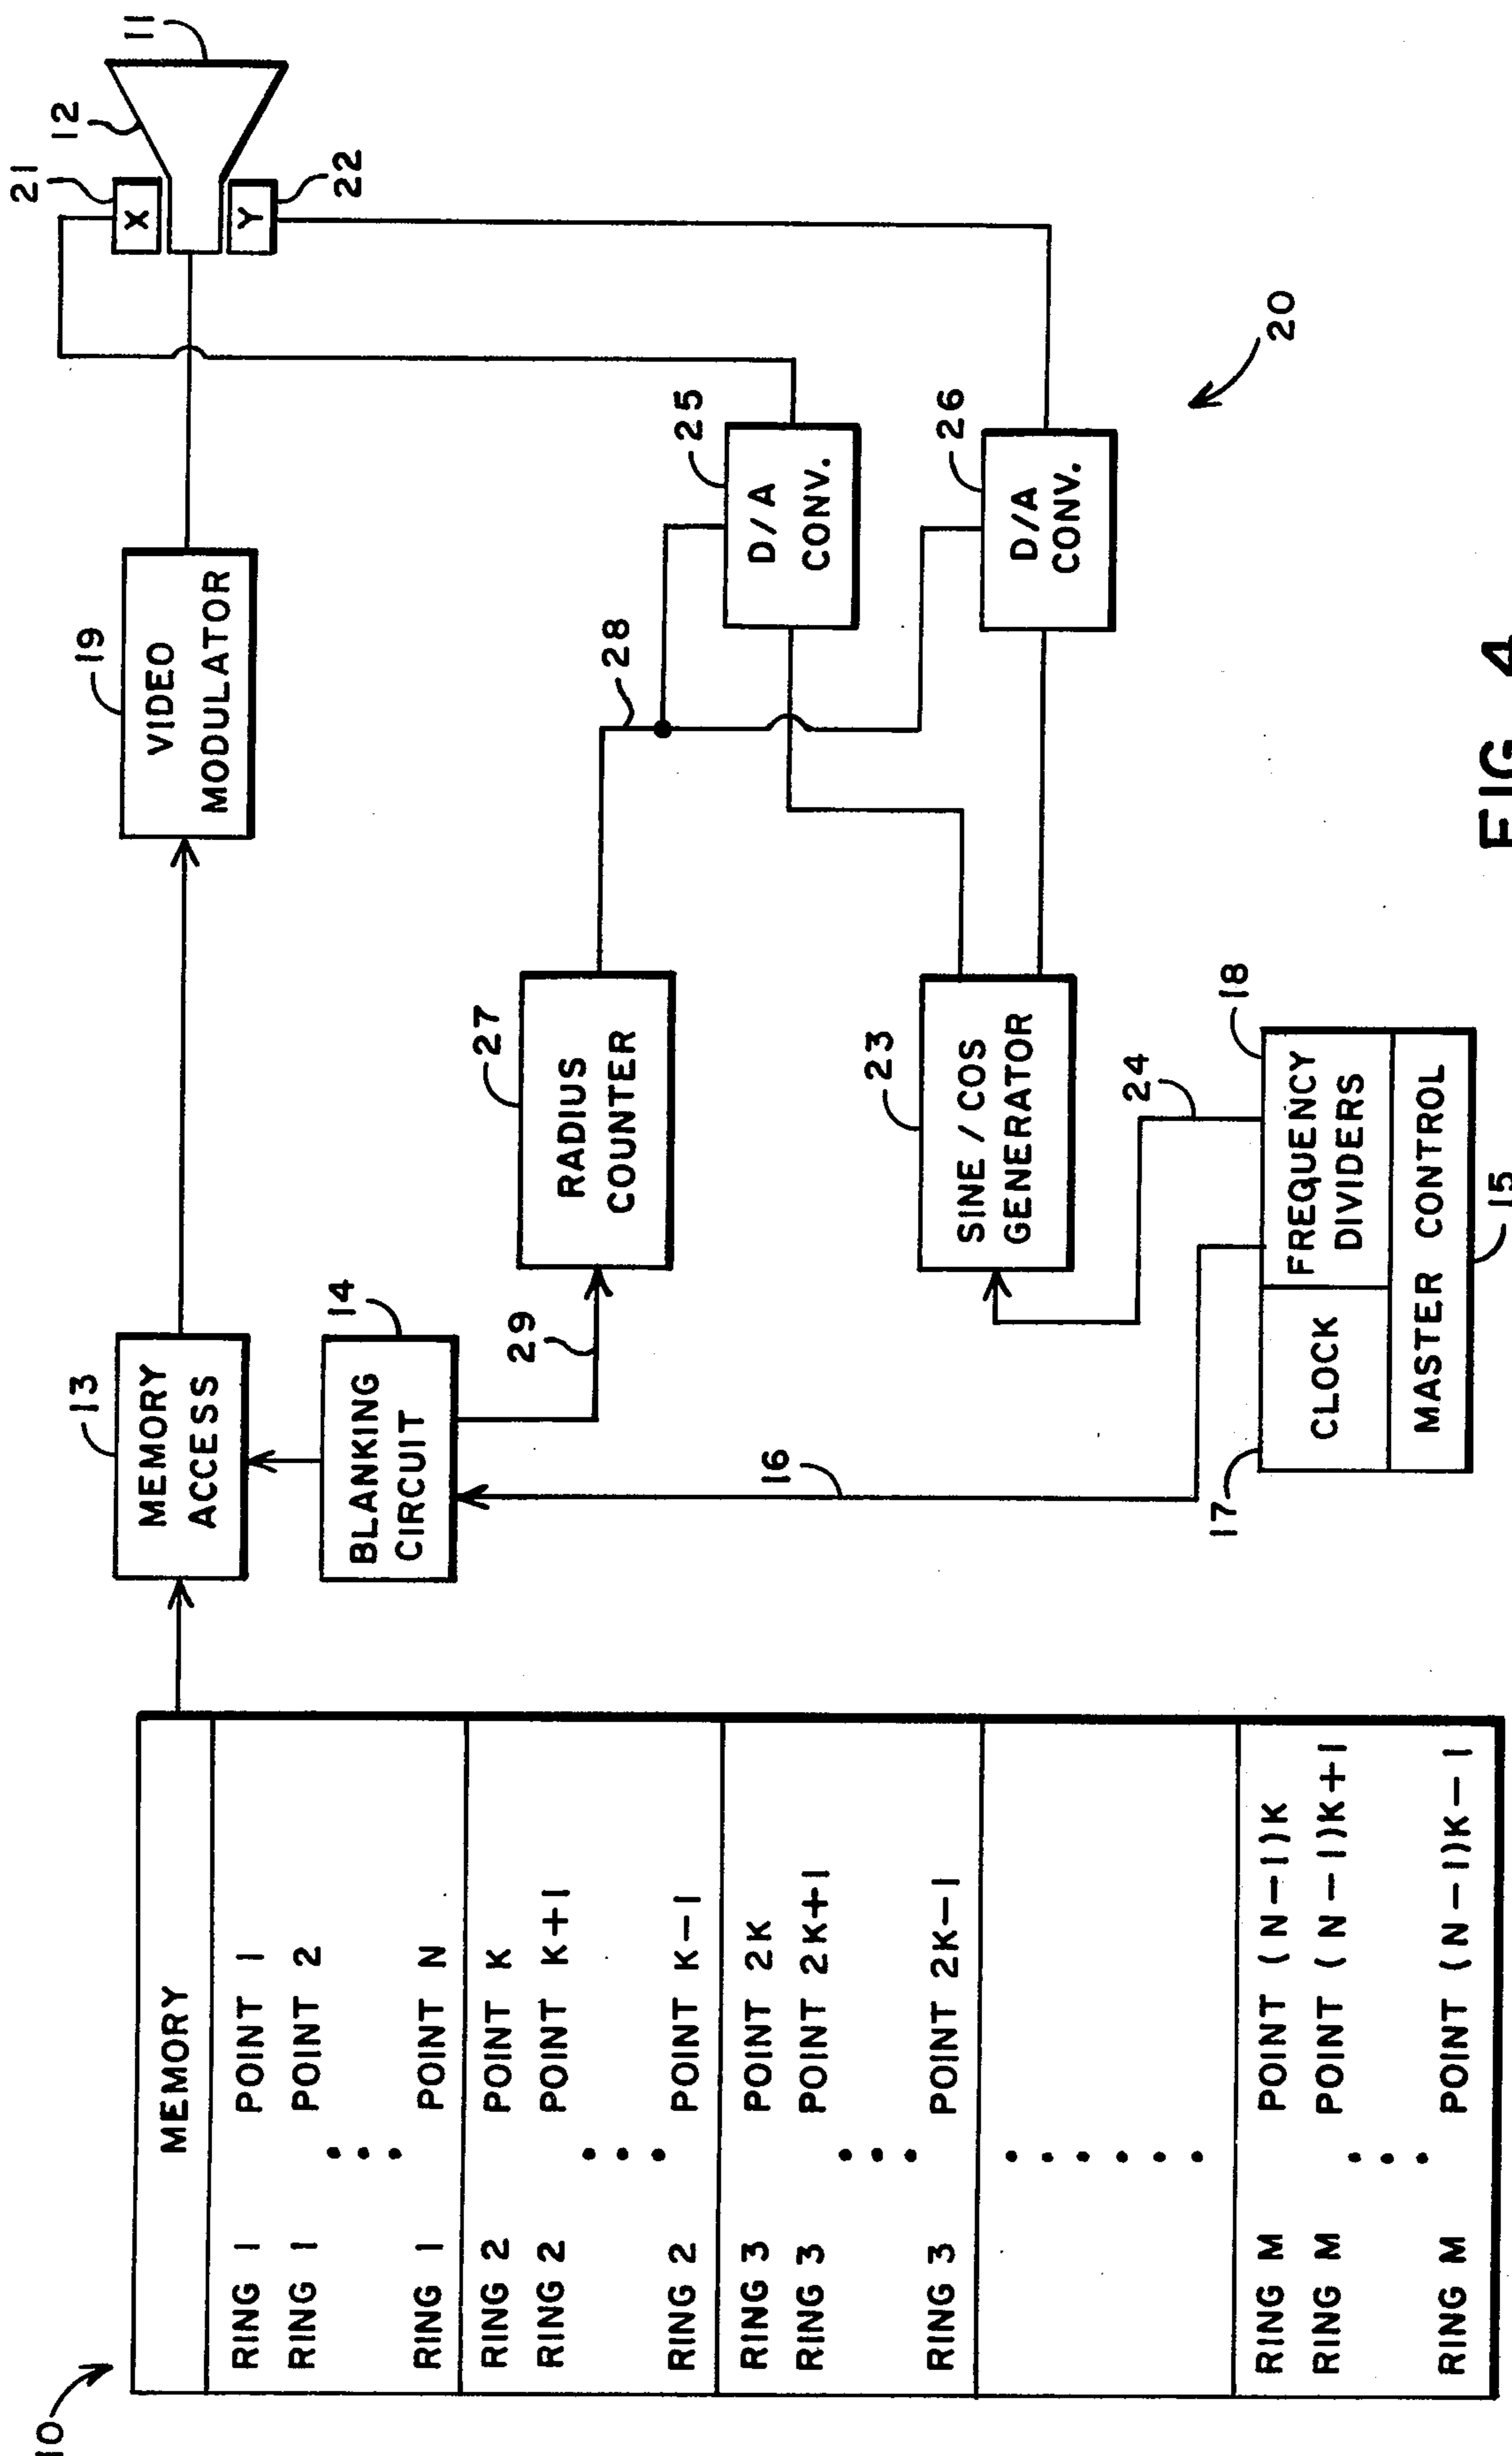 10
MEMORY
RING 1 POINT 1
RING 1 POINT 2
RING 1 POINT N
RING 2 POINT K
RING 2 POINT K+1
RING 2 POINT K-1
RING 3 POINT 2K
RING 3 POINT 2K+1
RING 3 POINT 2K-1
RING M POINT (N-1)K
RING M POINT (N-1)K+1
RING M POINT (N-1)K-1
13
MEMORY
ACCESS
14
BLANKING
CIRCUIT
29
16
17
CLOCK
18
FREQUENCY
DIVIDERS
MASTER CONTROL
15
24
27
RADIUS
COUNTER
23
SINE/COS
GENERATOR
19
VIDEO
MODULATOR
28
25
D/A
CONV.
26
D/A
CONV.
20
21
X
Y
22
12
11
FIG. 4